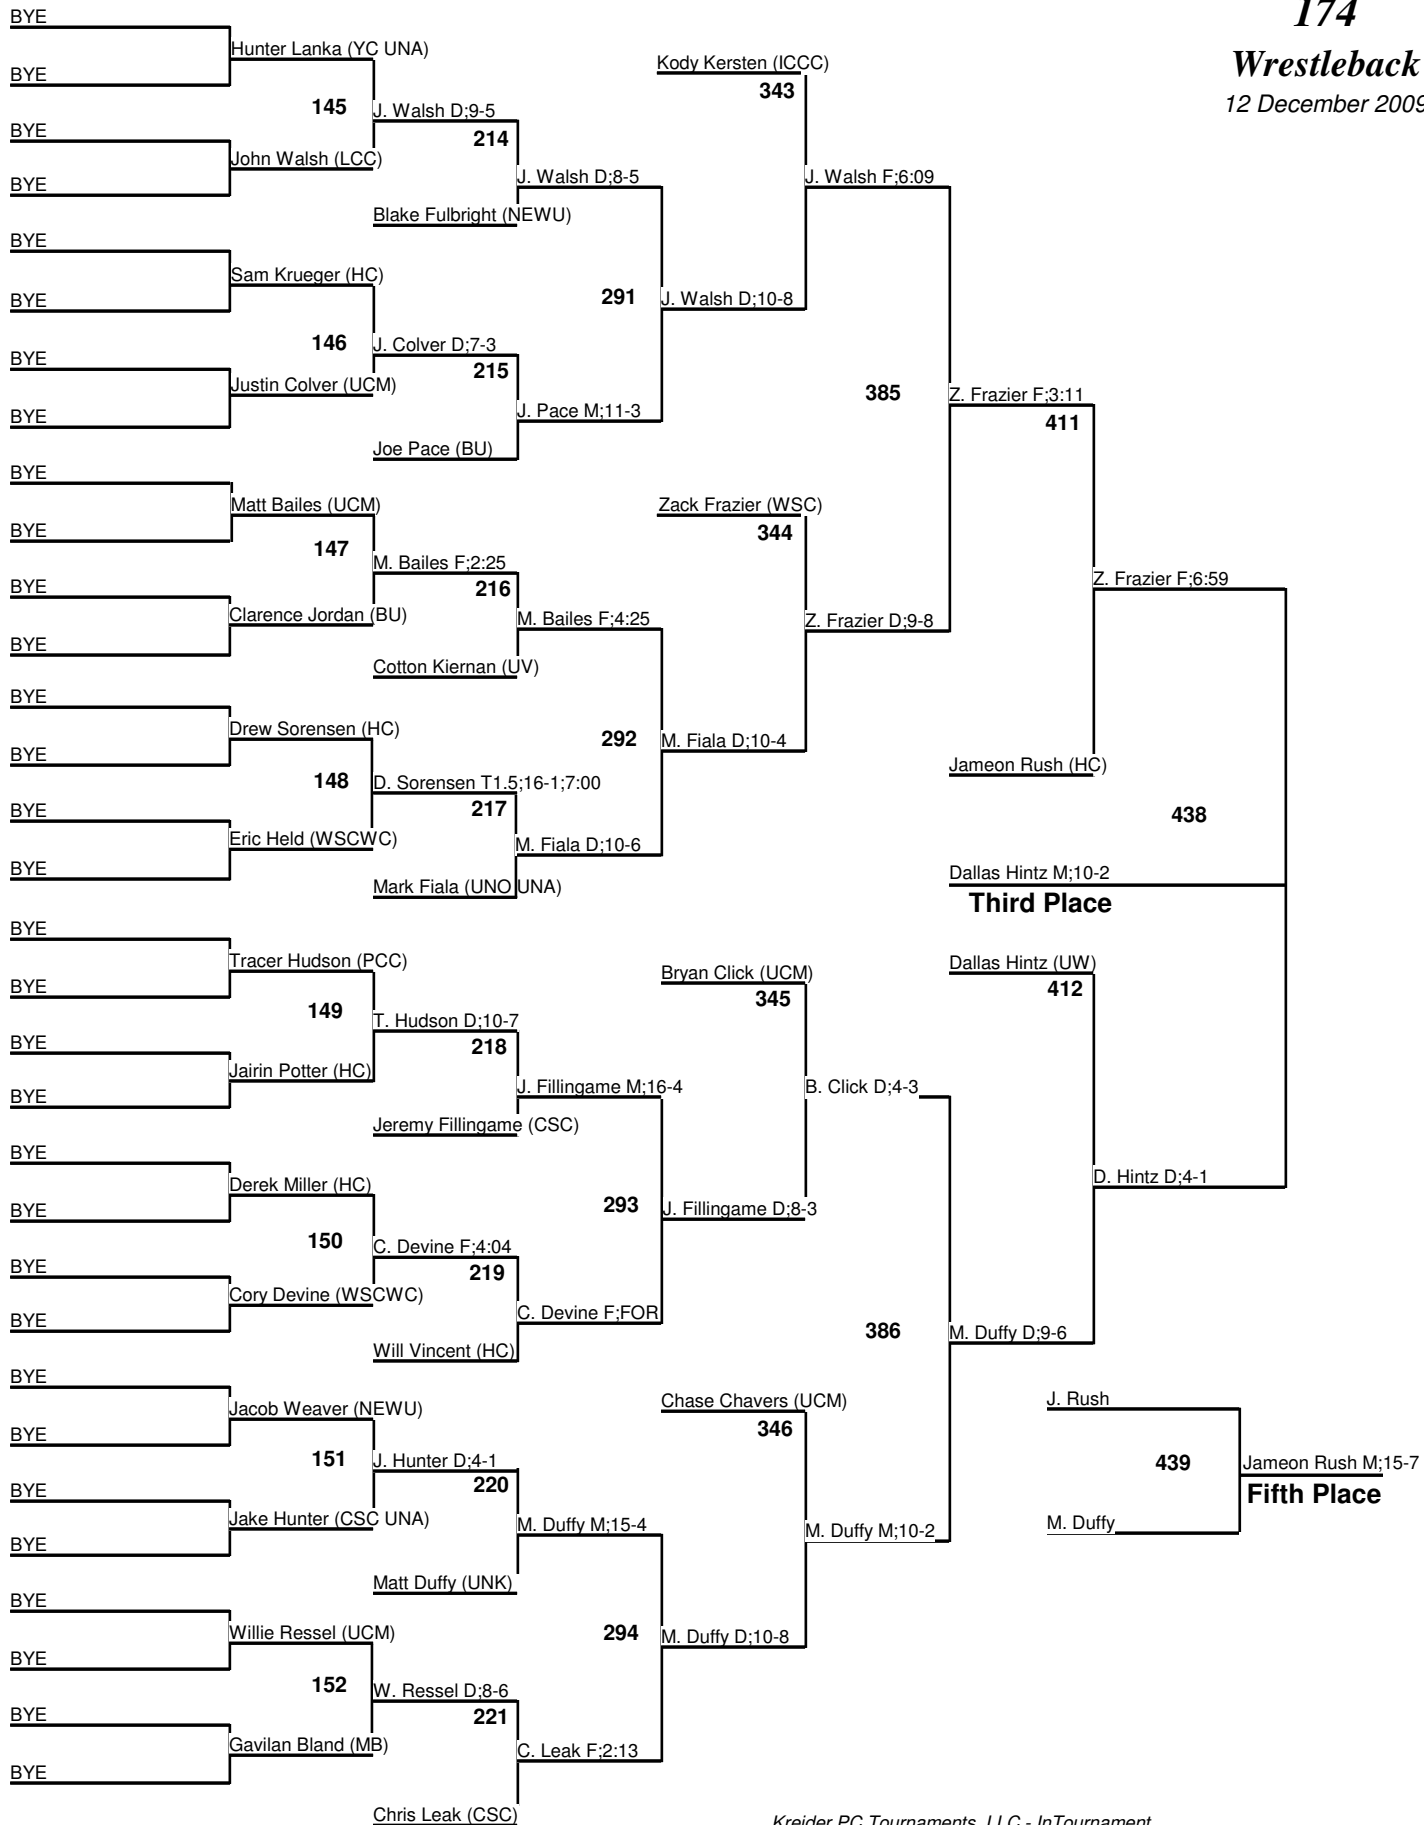 174
Wrestleback
12 December 2009
BYE
Hunter Lanka (YC UNA)
BYE
145
J. Walsh D;9-5
BYE
John Walsh (LCC)
BYE
214
J. Walsh D;8-5
Blake Fulbright (NEWU)
BYE
Sam Krueger (HC)
BYE
146
J. Colver D;7-3
BYE
Justin Colver (UCM)
BYE
215
J. Pace M;11-3
Joe Pace (BU)
291
J. Walsh D;10-8
Kody Kersten (ICCC)
343
J. Walsh F;6:09
BYE
Matt Bailes (UCM)
BYE
147
M. Bailes F;2:25
BYE
Clarence Jordan (BU)
BYE
216
M. Bailes F;4:25
Cotton Kiernan (UV)
BYE
Drew Sorensen (HC)
BYE
148
D. Sorensen T1.5;16-1;7:00
BYE
Eric Held (WSCWC)
BYE
217
M. Fiala D;10-6
Mark Fiala (UNO UNA)
292
M. Fiala D;10-4
Zack Frazier (WSC)
344
Z. Frazier D;9-8
385
Z. Frazier F;3:11
411
Z. Frazier F;6:59
Jameon Rush (HC)
438
Dallas Hintz M;10-2
Third Place
BYE
Tracer Hudson (PCC)
BYE
149
T. Hudson D;10-7
BYE
Jairin Potter (HC)
BYE
218
J. Fillingame M;16-4
Jeremy Fillingame (CSC)
BYE
Derek Miller (HC)
BYE
150
C. Devine F;4:04
BYE
Cory Devine (WSCWC)
BYE
219
C. Devine F;FOR
Will Vincent (HC)
293
J. Fillingame D;8-3
Bryan Click (UCM)
345
B. Click D;4-3
Dallas Hintz (UW)
412
D. Hintz D;4-1
386
M. Duffy D;9-6
BYE
Jacob Weaver (NEWU)
BYE
151
J. Hunter D;4-1
BYE
Jake Hunter (CSC UNA)
BYE
220
M. Duffy M;15-4
Matt Duffy (UNK)
BYE
Willie Ressel (UCM)
BYE
152
W. Ressel D;8-6
BYE
Gavilan Bland (MB)
BYE
221
C. Leak F;2:13
Chris Leak (CSC)
294
M. Duffy D;10-8
Chase Chavers (UCM)
346
M. Duffy M;10-2
J. Rush
439
Jameon Rush M;15-7
Fifth Place
M. Duffy
Kreider PC Tournaments, LLC - InTournament